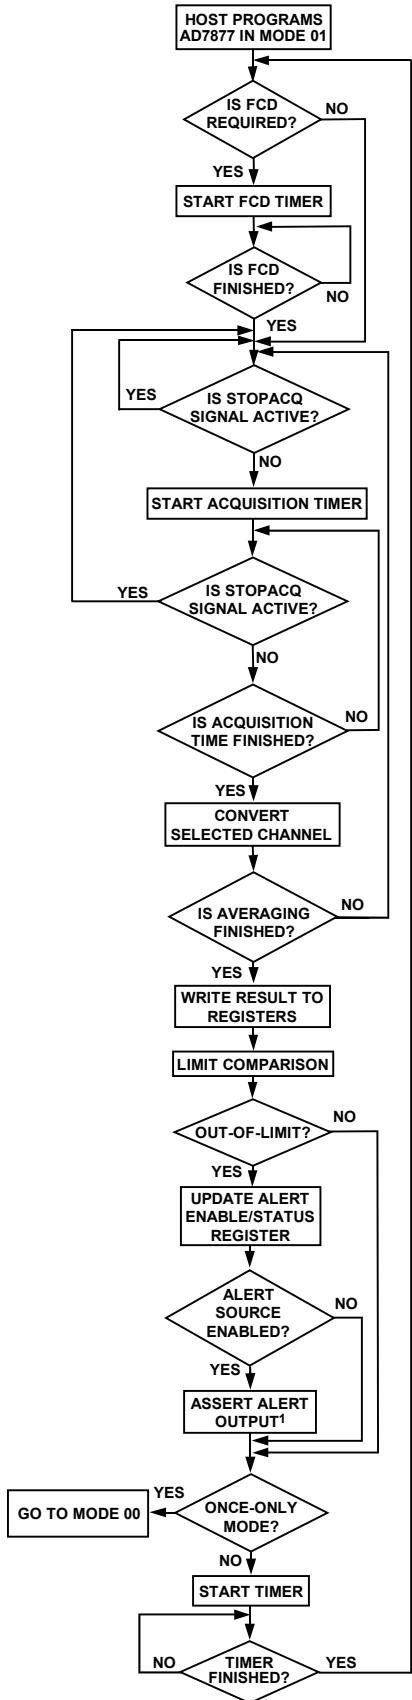 HOST PROGRAMS
AD7877 IN MODE 01
IS FCD
REQUIRED?
NO
YES
START FCD TIMER
IS FCD
FINISHED?
NO
YES
IS STOPACQ
SIGNAL ACTIVE?
YES
NO
START ACQUISITION TIMER
IS STOPACQ
SIGNAL ACTIVE?
YES
NO
IS ACQUISITION
TIME FINISHED?
NO
YES
CONVERT
SELECTED CHANNEL
IS AVERAGING
FINISHED?
NO
YES
WRITE RESULT TO
REGISTERS
LIMIT COMPARISON
OUT-OF-LIMIT?
NO
YES
UPDATE ALERT
ENABLE/STATUS
REGISTER
ALERT
SOURCE
ENABLED?
NO
YES
ASSERT ALERT
OUTPUT1
ONCE-ONLY
MODE?
YES
GO TO MODE 00
NO
START TIMER
TIMER
FINISHED?
NO
YES